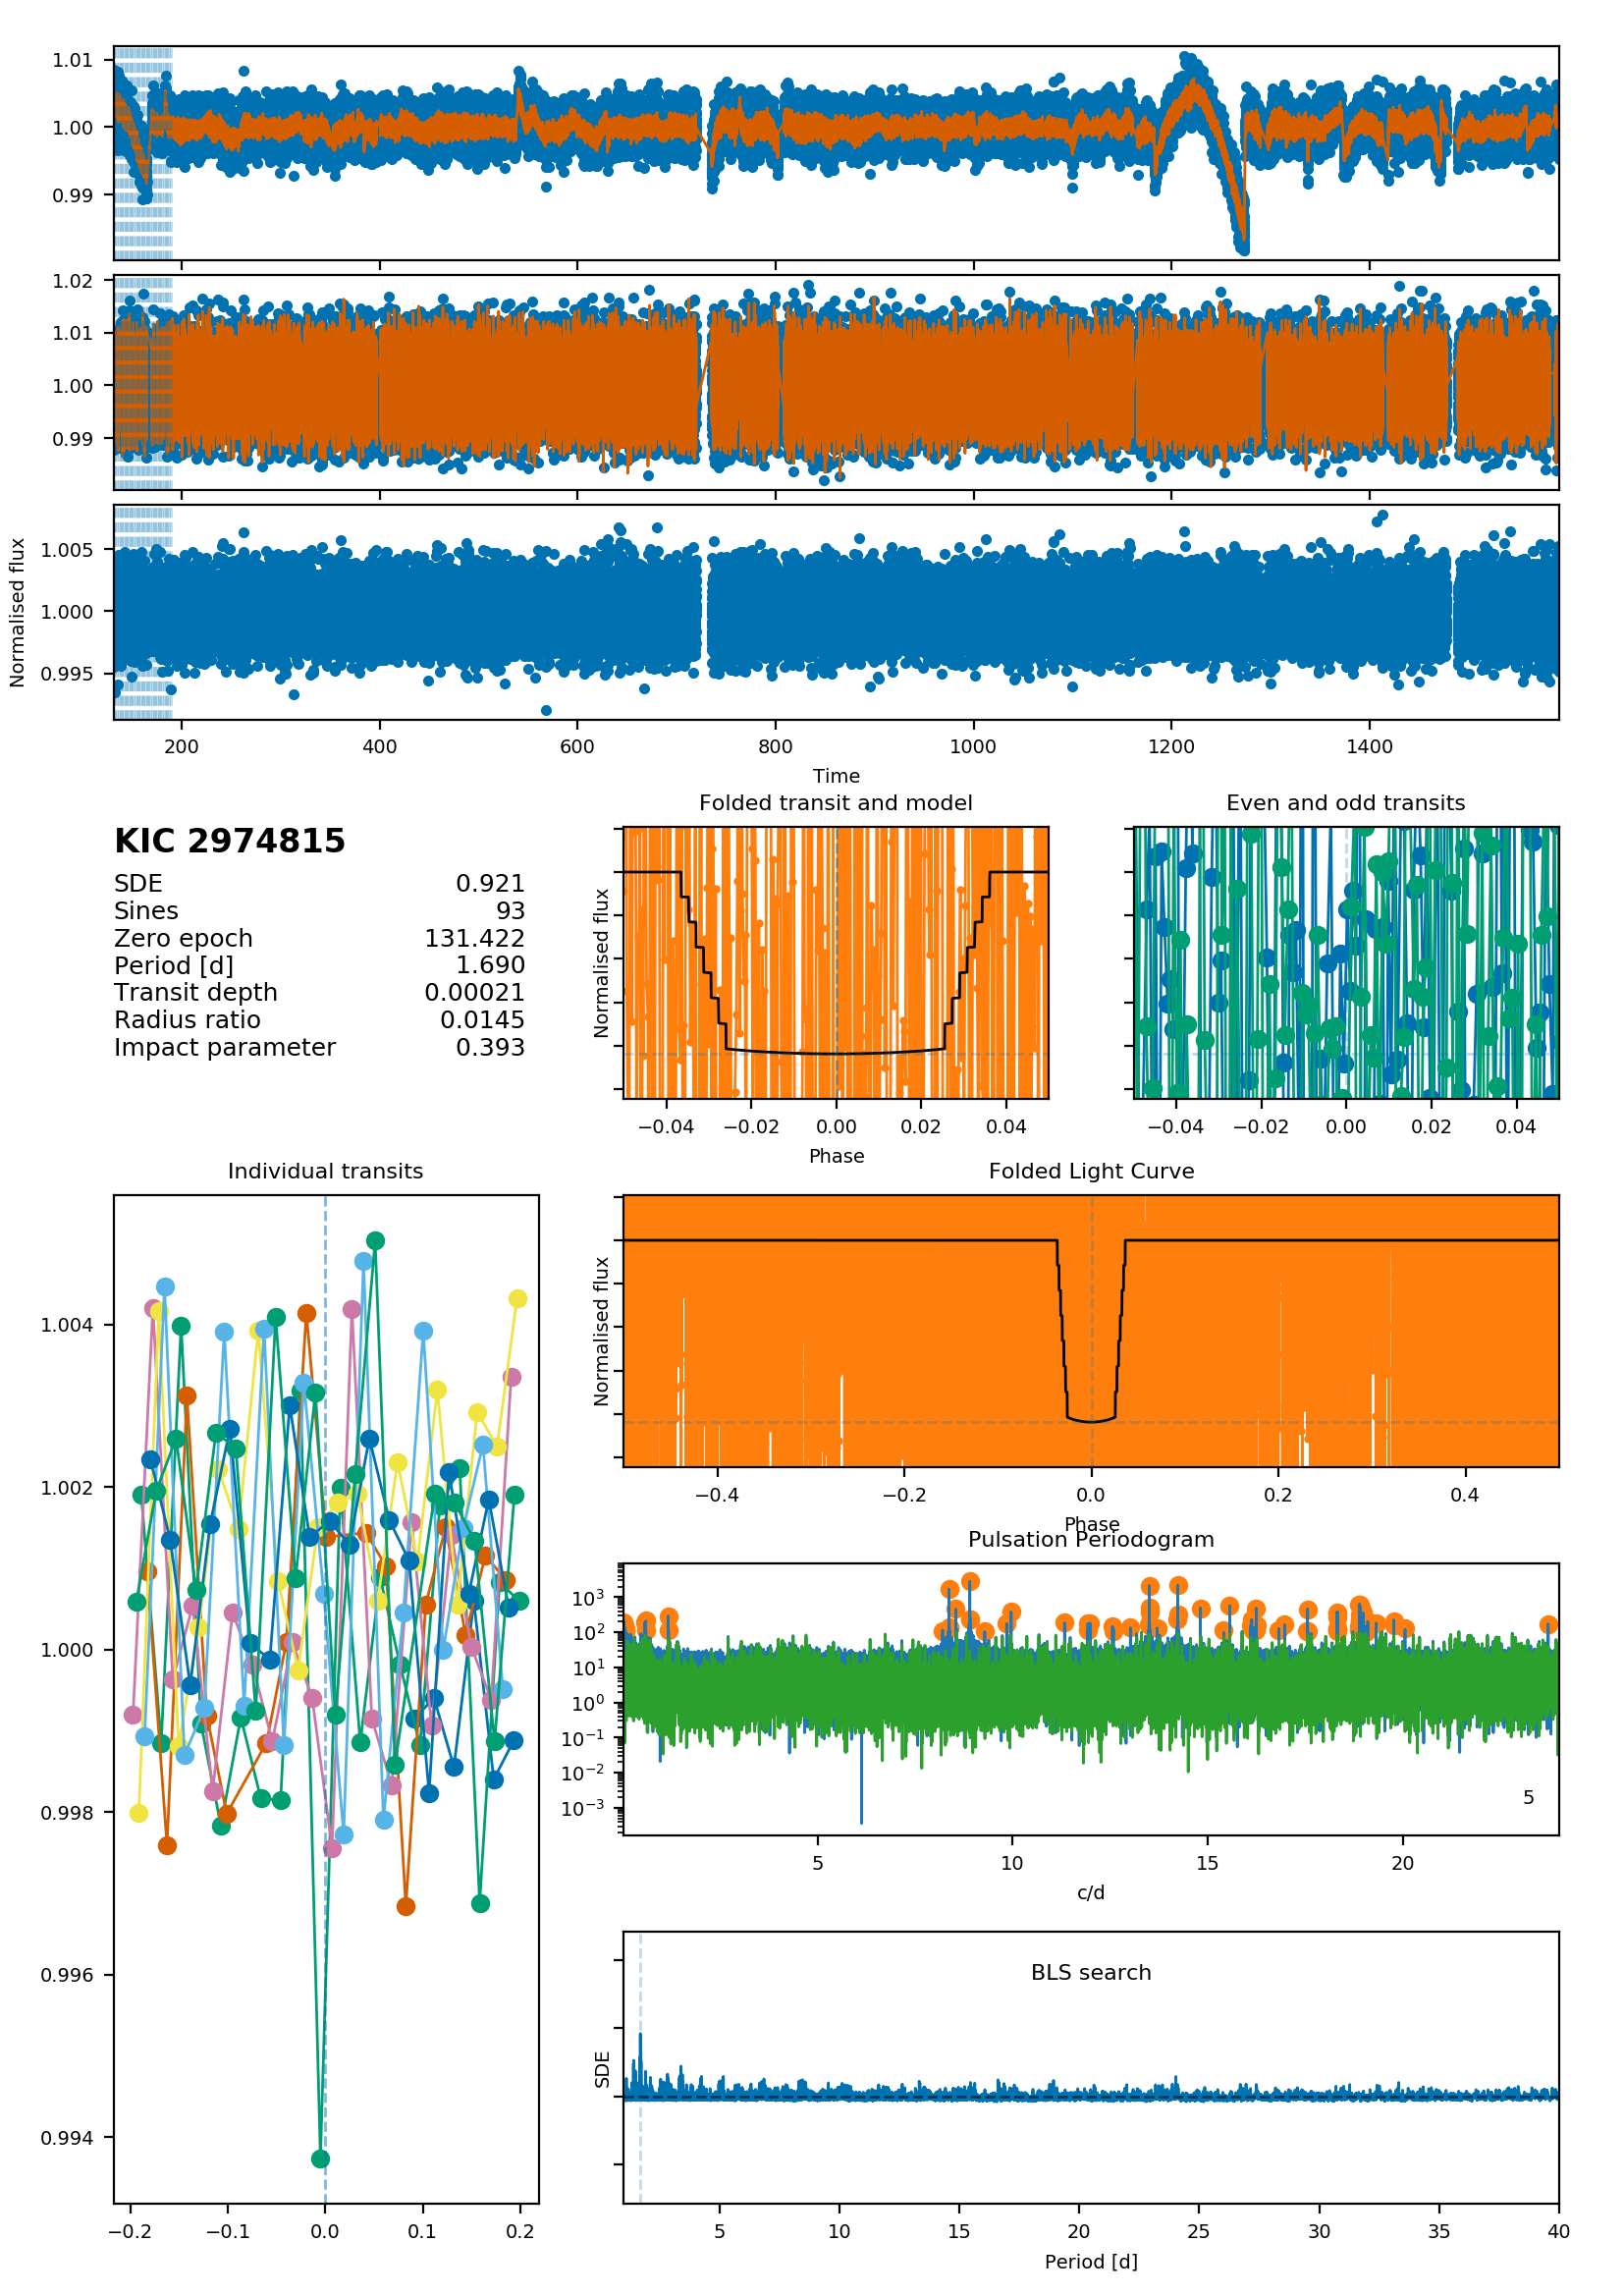 1.01
1.00
0.99
1.02
1.01
1.00
0.99
1.005
1.000
0.995
Normalised flux
200 400 600 800 1000 1200 1400
Time
KIC 2974815
SDE 0.921
Sines 93
Zero epoch 131.422
Period [d] 1.690
Transit depth 0.00021
Radius ratio 0.0145
Impact parameter 0.393
Folded transit and model
Normalised flux
−0.04 −0.02 0.00 0.02 0.04
Phase
Even and odd transits
−0.04 −0.02 0.00 0.02 0.04
Individual transits
1.004
1.002
1.000
0.998
0.996
0.994
−0.2 −0.1 0.0 0.1 0.2
Folded Light Curve
Normalised flux
−0.4 −0.2 0.0 0.2 0.4
Phase
Pulsation Periodogram
10³
10²
10¹
10⁰
10⁻¹
10⁻²
10⁻³
5
5 10 15 20
c/d
BLS search
SDE
5 10 15 20 25 30 35 40
Period [d]